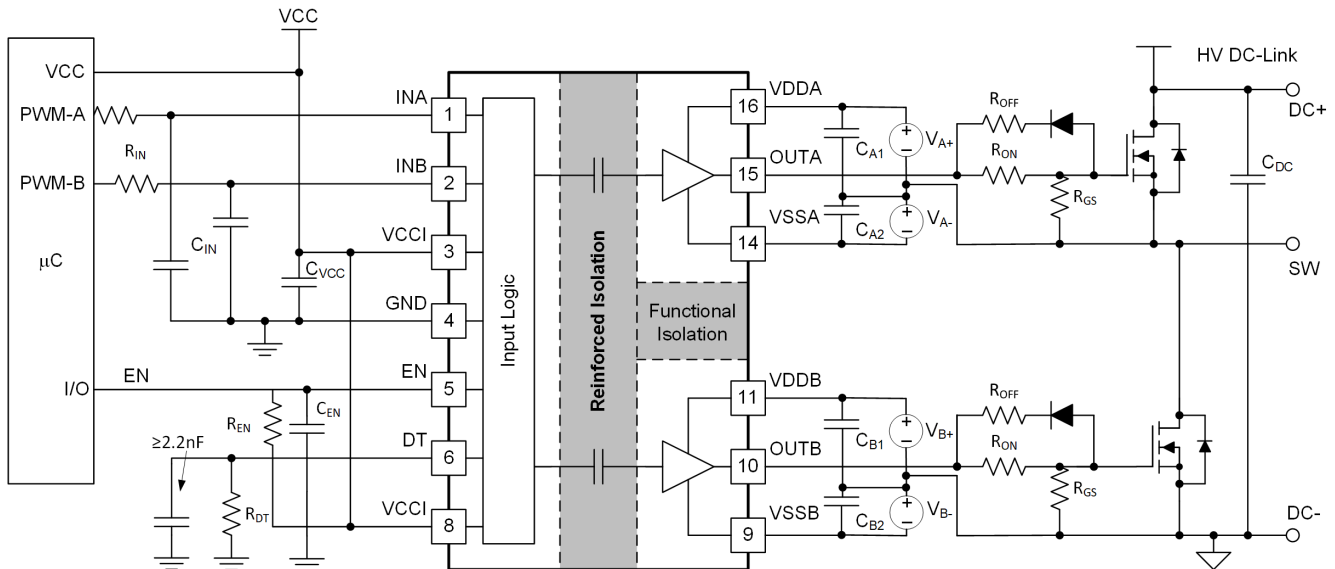 VCC
HV DC-Link
VCC
PWM-A
PWM-B
µC
I/O
R_IN
C_IN
C_VCC
EN
R_EN
C_EN
≥2.2nF
R_DT
INA
1
INB
2
VCCI
3
GND
4
EN
5
DT
6
VCCI
8
Input Logic
Reinforced Isolation
Functional
Isolation
VDDA
16
OUTA
15
VSSA
14
VDDB
11
OUTB
10
VSSB
9
C_A1
C_A2
+
−
V_A+
+
−
V_A-
R_OFF
R_ON
R_GS
C_B1
C_B2
+
−
V_B+
+
−
V_B-
R_OFF
R_ON
R_GS
C_DC
DC+
SW
DC-